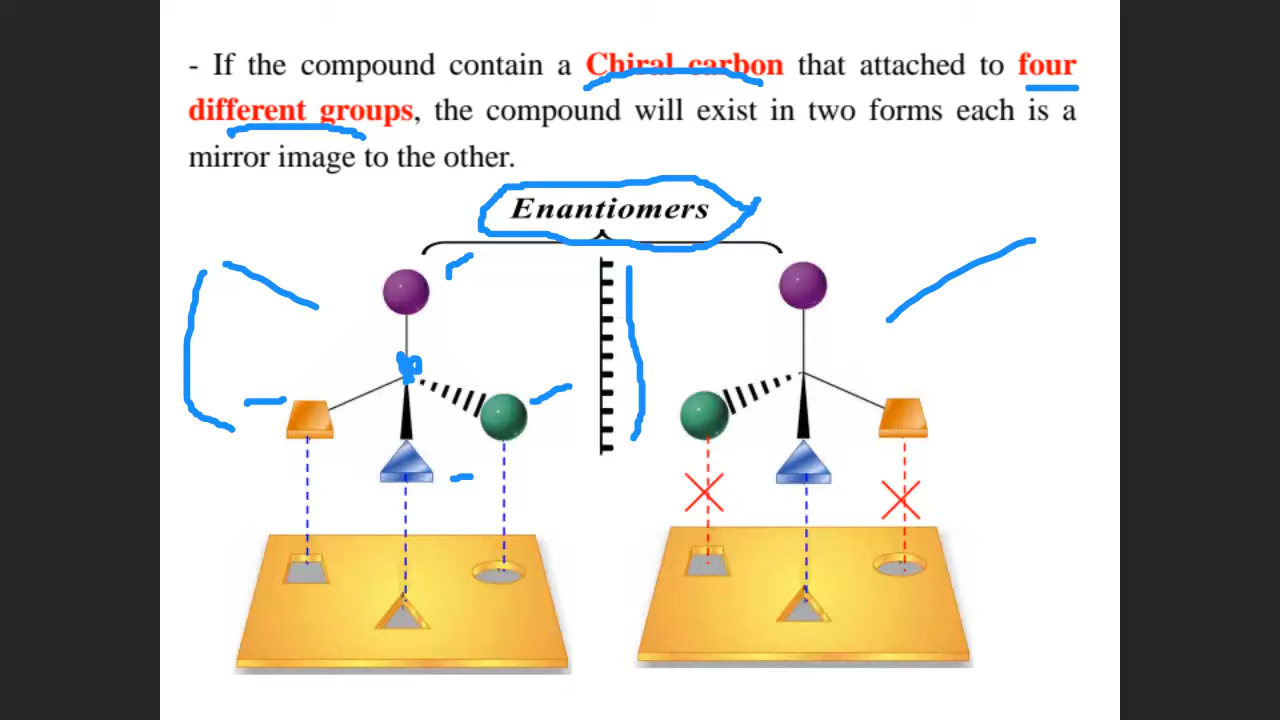 - If the compound contain a Chiral carbon that attached to four
different groups, the compound will exist in two forms each is a
mirror image to the other.
Enantiomers